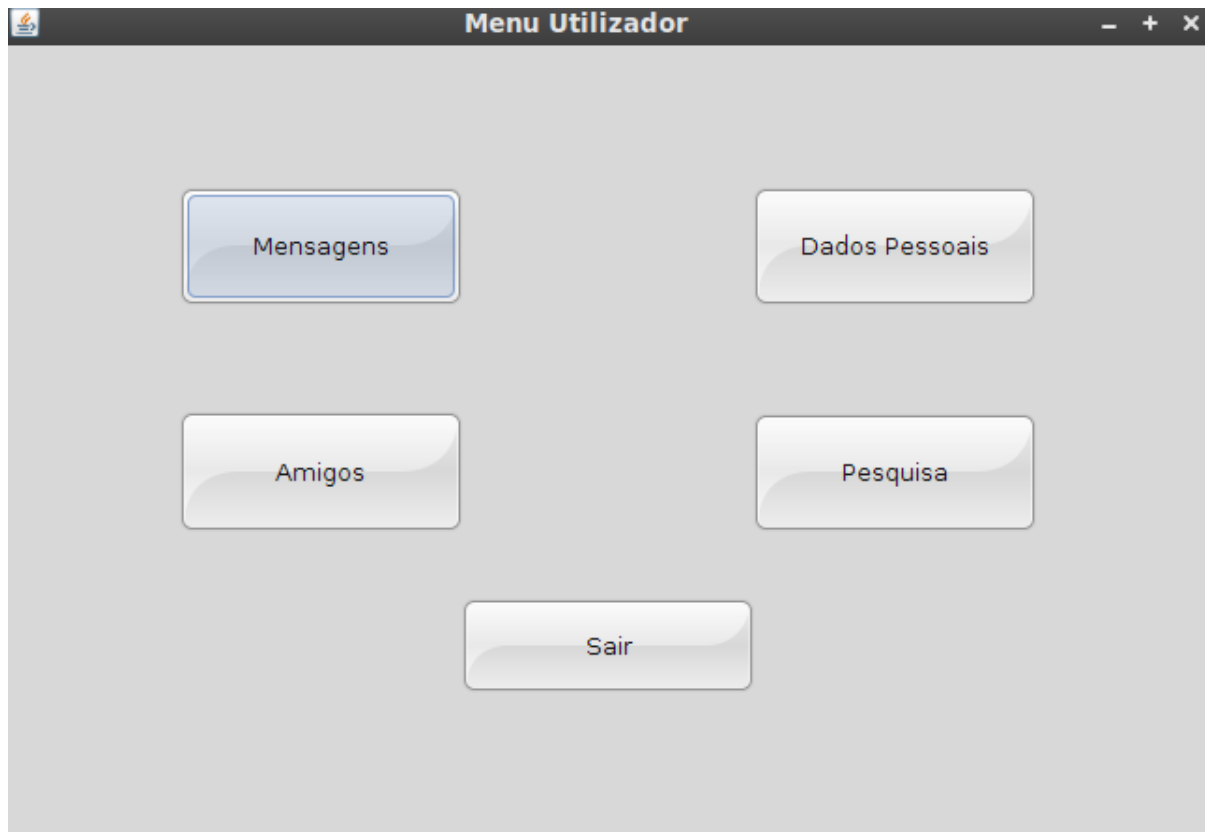 Menu Utilizador
Mensagens
Dados Pessoais
Amigos
Pesquisa
Sair